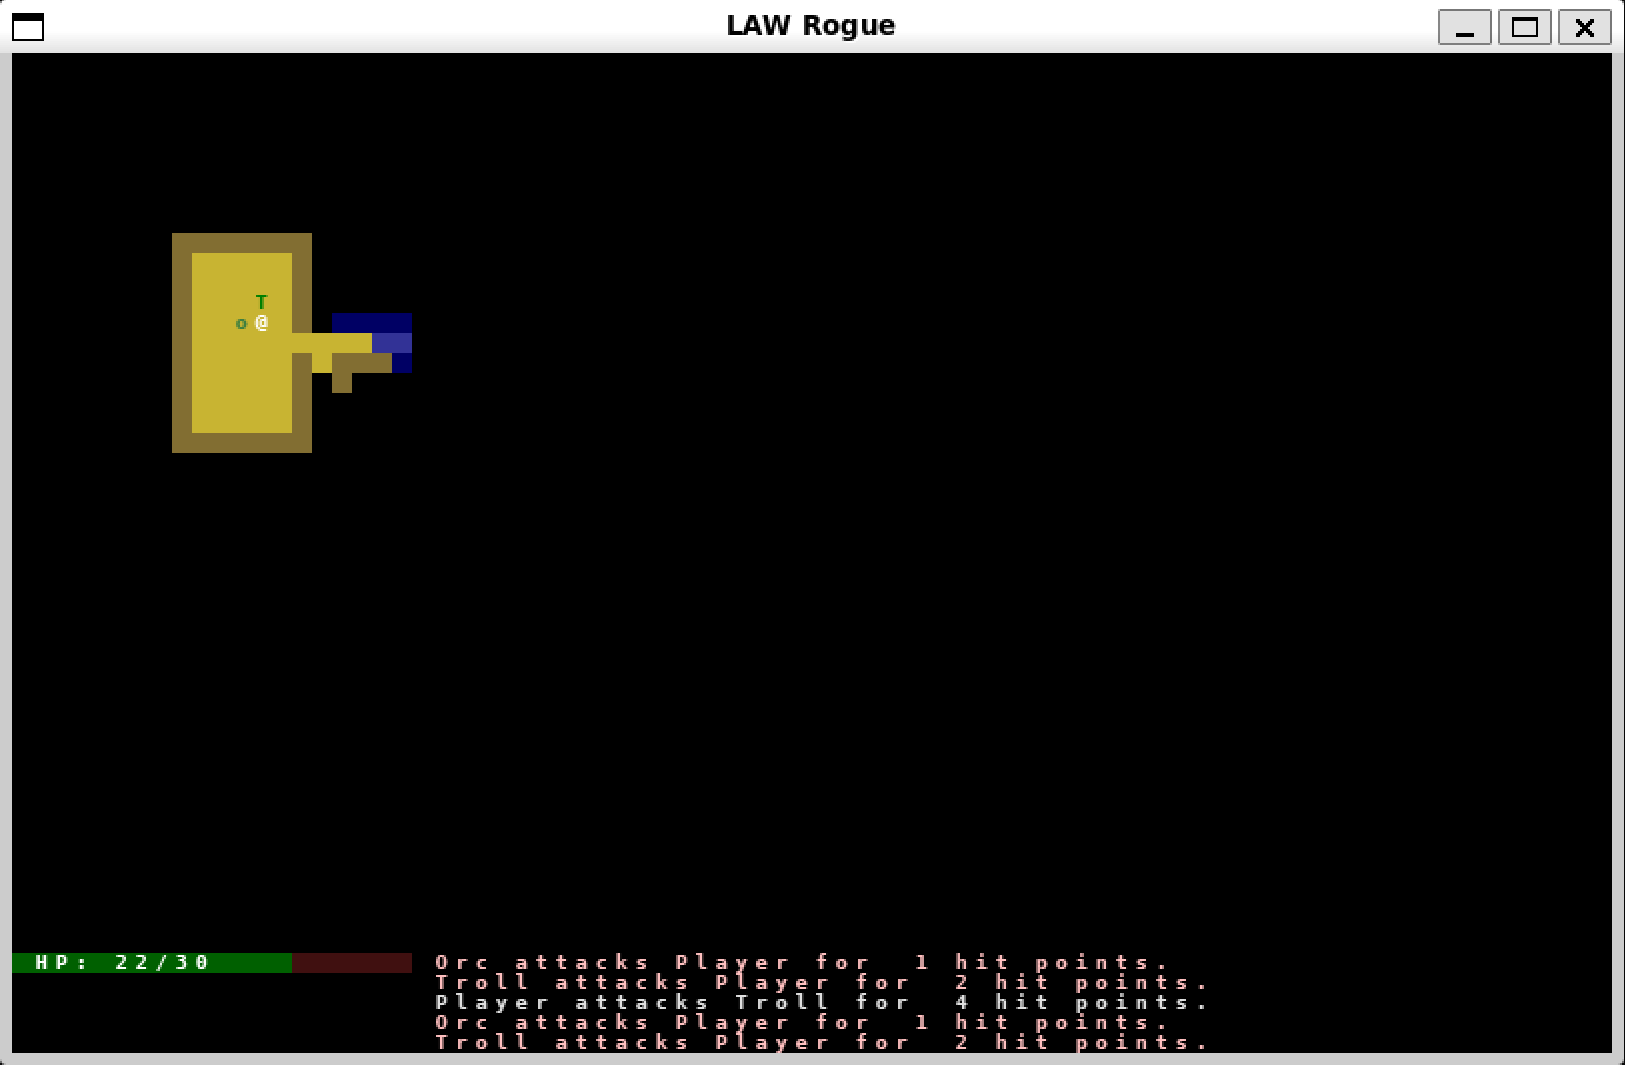 LAW Rogue
T
o@
HP: 22/30
Orc attacks Player for  1 hit points.
Troll attacks Player for  2 hit points.
Player attacks Troll for  4 hit points.
Orc attacks Player for  1 hit points.
Troll attacks Player for  2 hit points.